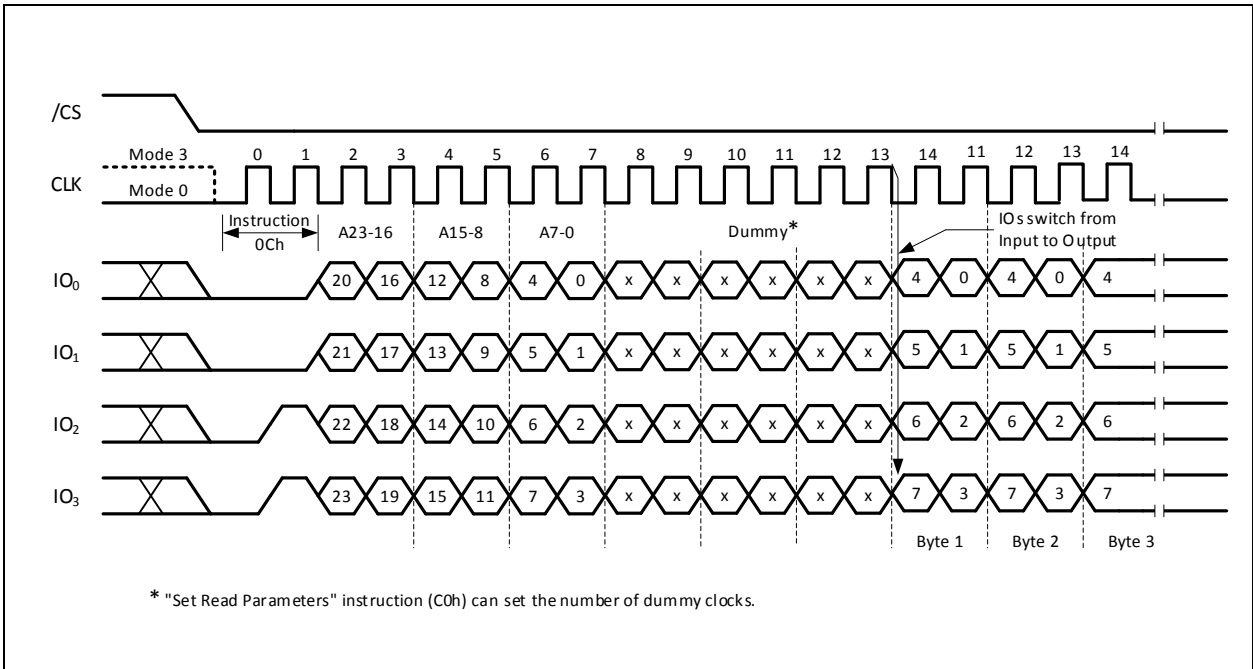 /CS
Mode 3 0 1 2 3 4 5 6 7 8 9 10 11 12 13 14 11 12 13 14
CLK
Mode 0
Instruction
0Ch
A23-16 A15-8 A7-0 Dummy*
IOs switch from
Input to Output
IO₀ 20 16 12 8 4 0 x x x x x x 4 0 4 0 4
IO₁ 21 17 13 9 5 1 x x x x x x 5 1 5 1 5
IO₂ 22 18 14 10 6 2 x x x x x x 6 2 6 2 6
IO₃ 23 19 15 11 7 3 x x x x x x 7 3 7 3 7
Byte 1 Byte 2 Byte 3
* "Set Read Parameters" instruction (C0h) can set the number of dummy clocks.